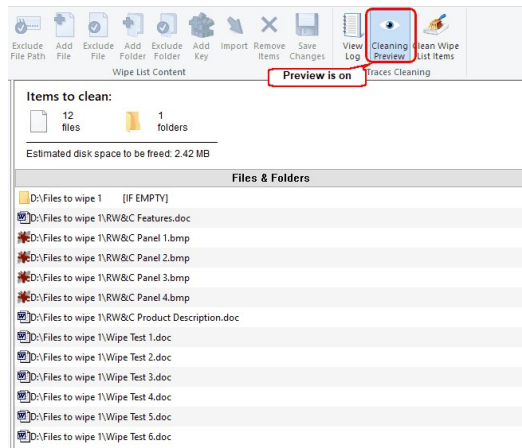 Exclude File Path
Add File
Exclude File
Add Folder
Exclude Folder
Add Key
Import
Remove Items
Save Changes
View Log
Cleaning Preview
Clean Wipe List Items
Wipe List Content
Traces Cleaning
Preview is on
Items to clean:
12 files
1 folders
Estimated disk space to be freed: 2.42 MB
Files & Folders
D:\Files to wipe 1 [IF EMPTY]
D:\Files to wipe 1\RW&C Features.doc
D:\Files to wipe 1\RW&C Panel 1.bmp
D:\Files to wipe 1\RW&C Panel 2.bmp
D:\Files to wipe 1\RW&C Panel 3.bmp
D:\Files to wipe 1\RW&C Panel 4.bmp
D:\Files to wipe 1\RW&C Product Description.doc
D:\Files to wipe 1\Wipe Test 1.doc
D:\Files to wipe 1\Wipe Test 2.doc
D:\Files to wipe 1\Wipe Test 3.doc
D:\Files to wipe 1\Wipe Test 4.doc
D:\Files to wipe 1\Wipe Test 5.doc
D:\Files to wipe 1\Wipe Test 6.doc